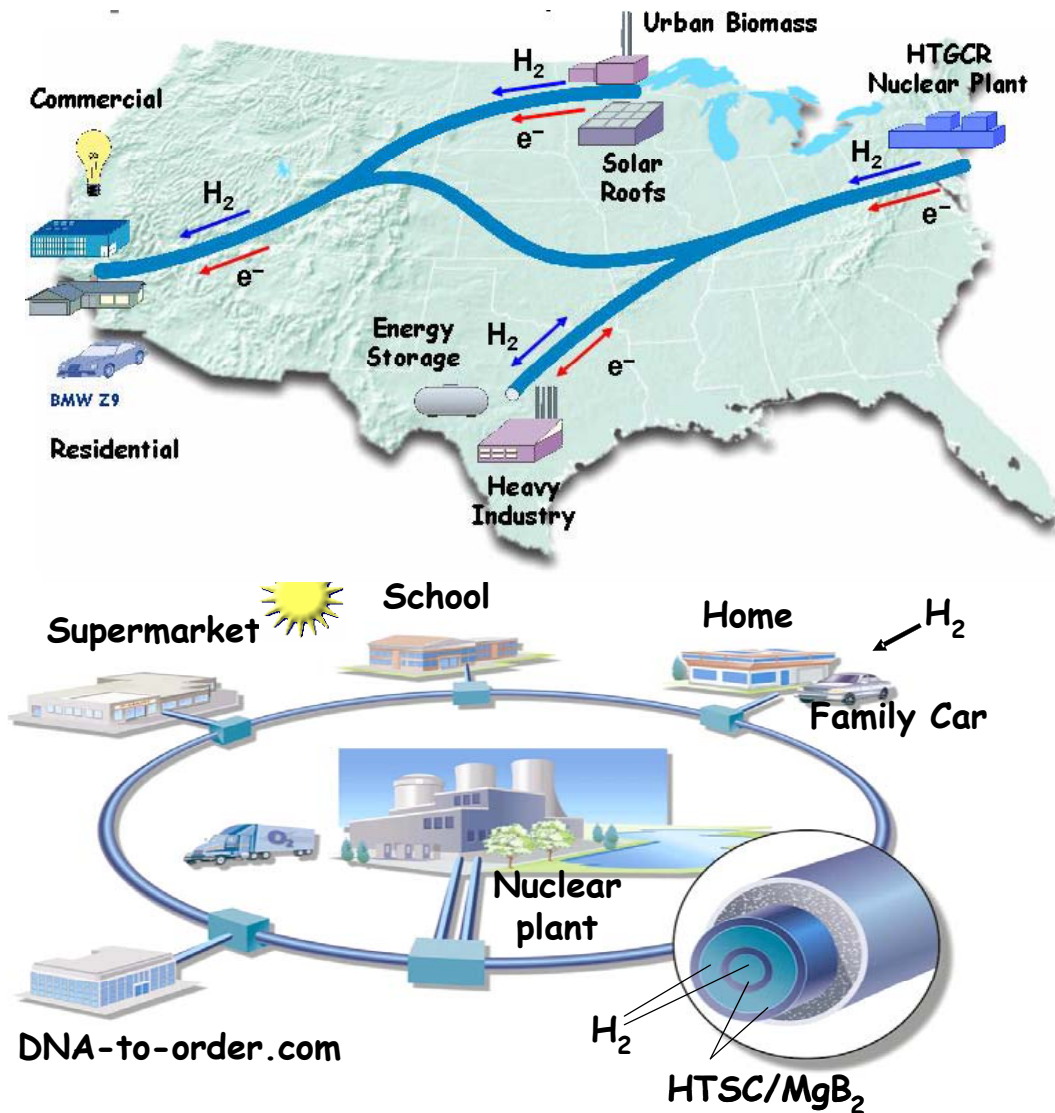 Urban Biomass
HTGCR
Nuclear Plant
H₂
Commercial
e⁻
Solar
Roofs
H₂
H₂
e⁻
e⁻
Energy
Storage
H₂
e⁻
BMW Z9
Residential
Heavy
Industry
School
Supermarket
Home
H₂
Family Car
O₂
Nuclear
plant
H₂
DNA-to-order.com
HTSC/MgB₂